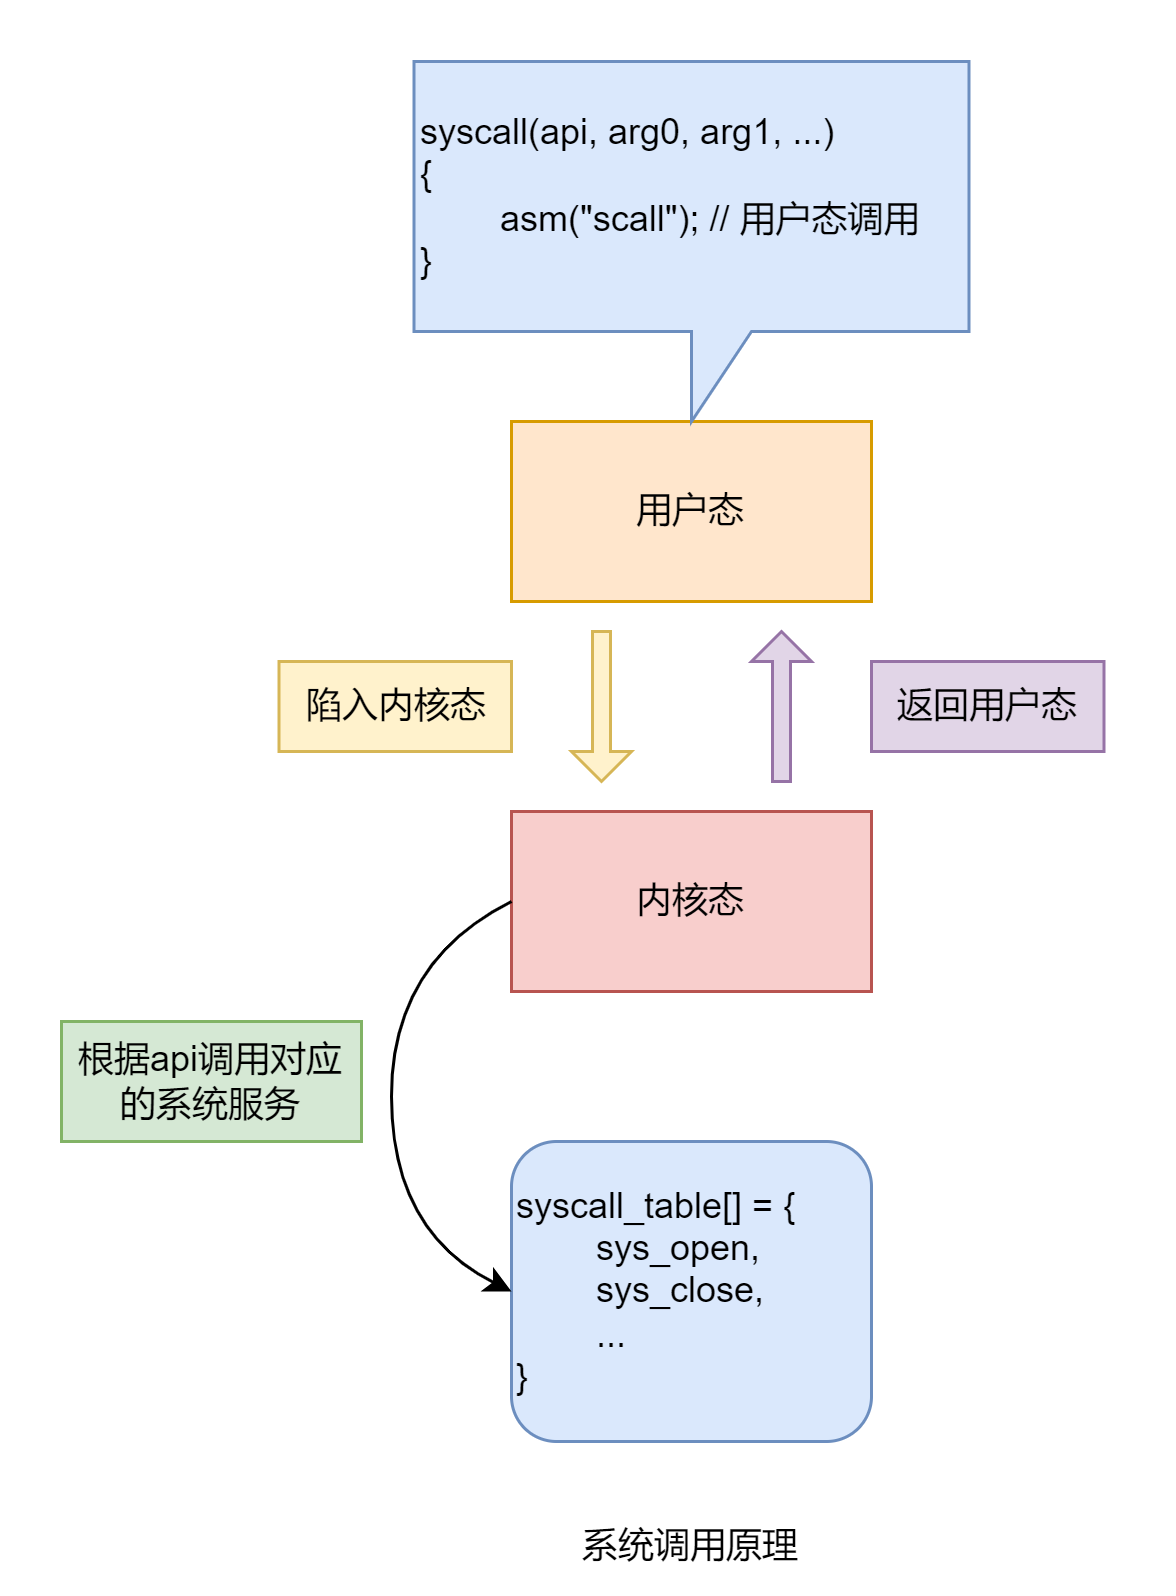 syscall(api, arg0, arg1, ...)
{
asm("scall"); // 用户态调用
}
用户态
陷入内核态
返回用户态
内核态
根据api调用对应
的系统服务
syscall_table[] = {
sys_open,
sys_close,
...
}
系统调用原理